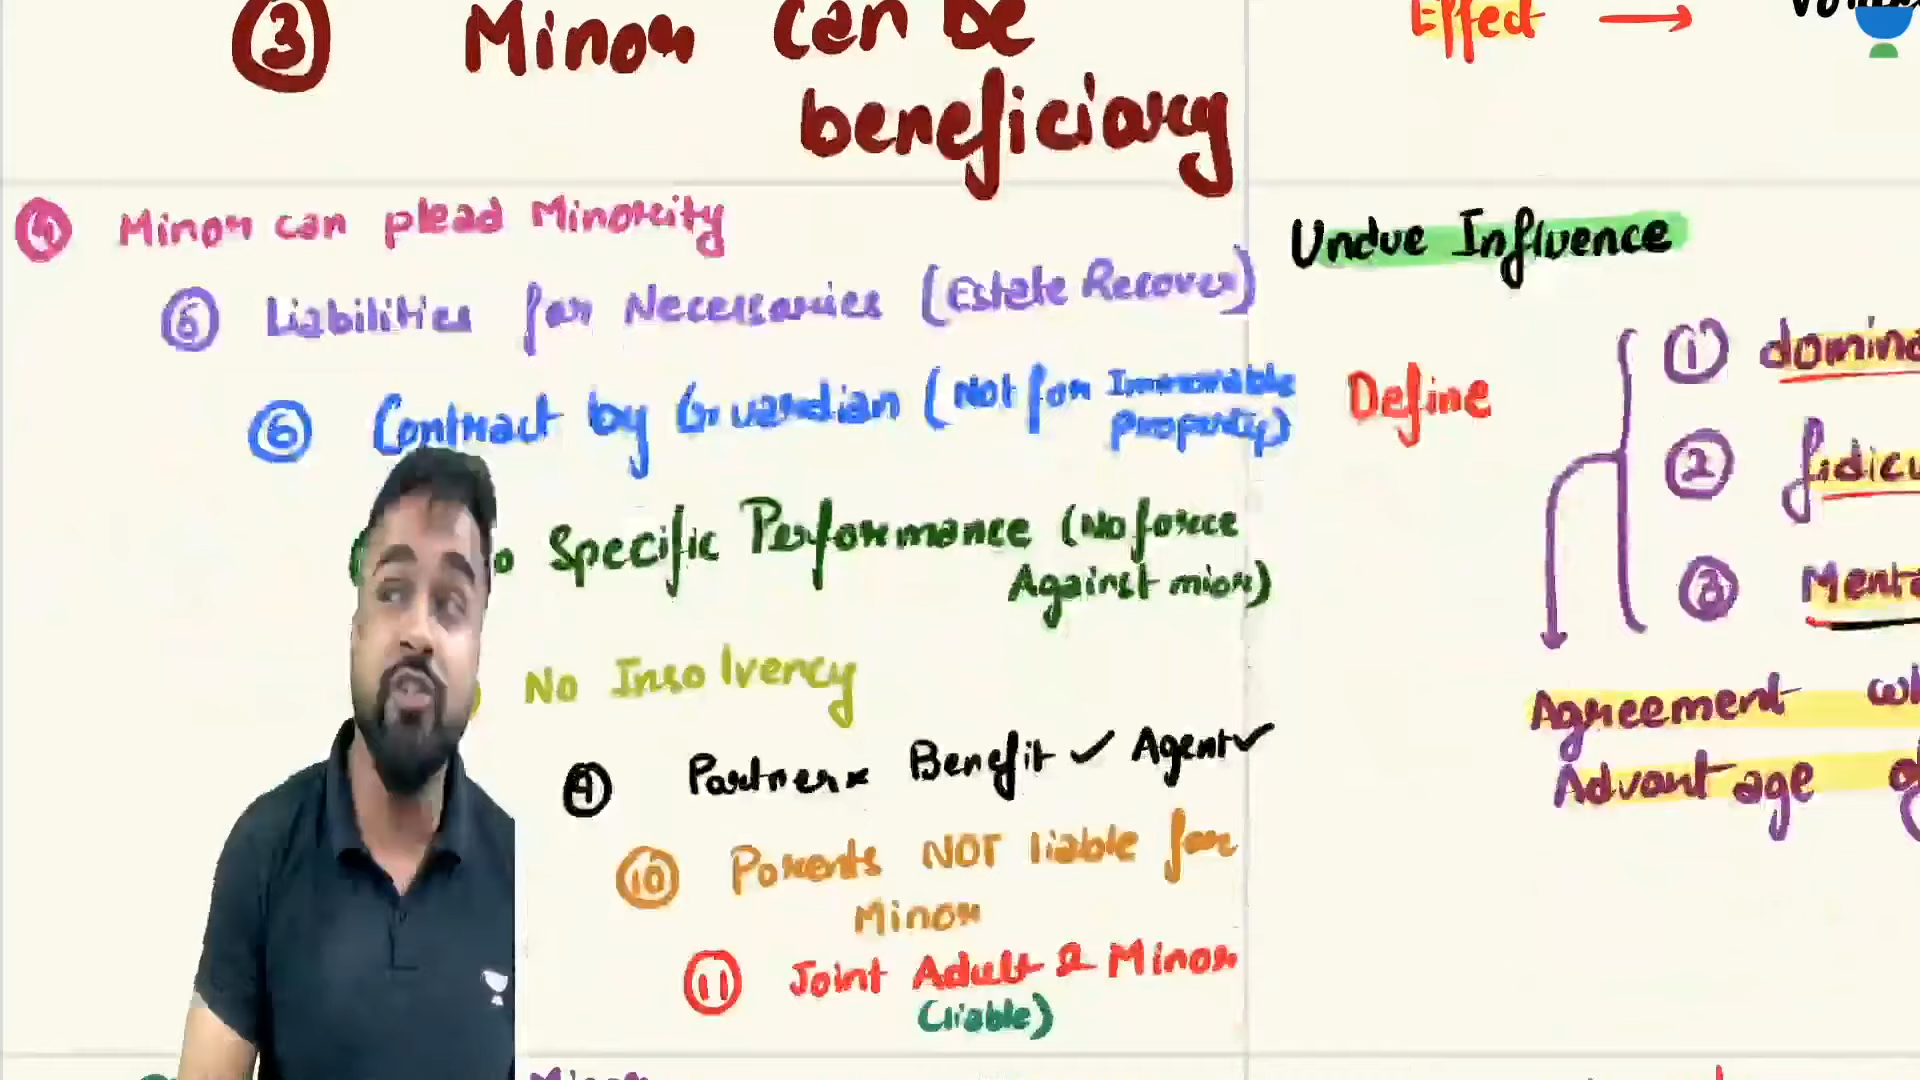 3 Minor can be
beneficiary
4 Minor can plead Minority
5 Liabilities for Necessaries (Estate Recover)
6 Contract by Guardian (Not for Immovable
Property)
Specific Performance (No force
Against mior)
No Insolvency
9 Partner× Benefit ✓ Agent✓
10 Parents NOT liable for
Minor
11 Joint Adult & Minor
(liable)
Effect →
Undue Influence
Define
1
2
3
Agreement
Advantage